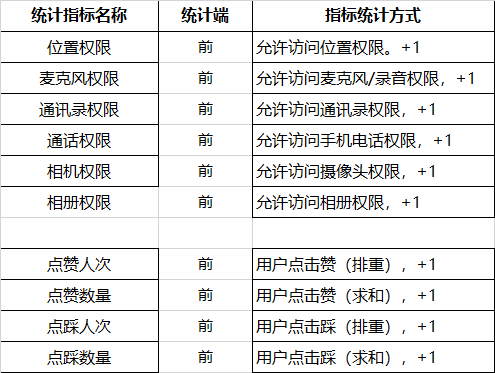 统计指标名称 统计端 指标统计方式
位置权限 前 允许访问位置权限。+1
麦克风权限 前 允许访问麦克风/录音权限，+1
通讯录权限 前 允许访问通讯录权限，+1
通话权限 前 允许访问手机电话权限，+1
相机权限 前 允许访问摄像头权限，+1
相册权限 前 允许访问相册权限，+1
点赞人次 前 用户点击赞（排重），+1
点赞数量 前 用户点击赞（求和），+1
点踩人次 前 用户点击踩（排重），+1
点踩数量 前 用户点击踩（求和），+1